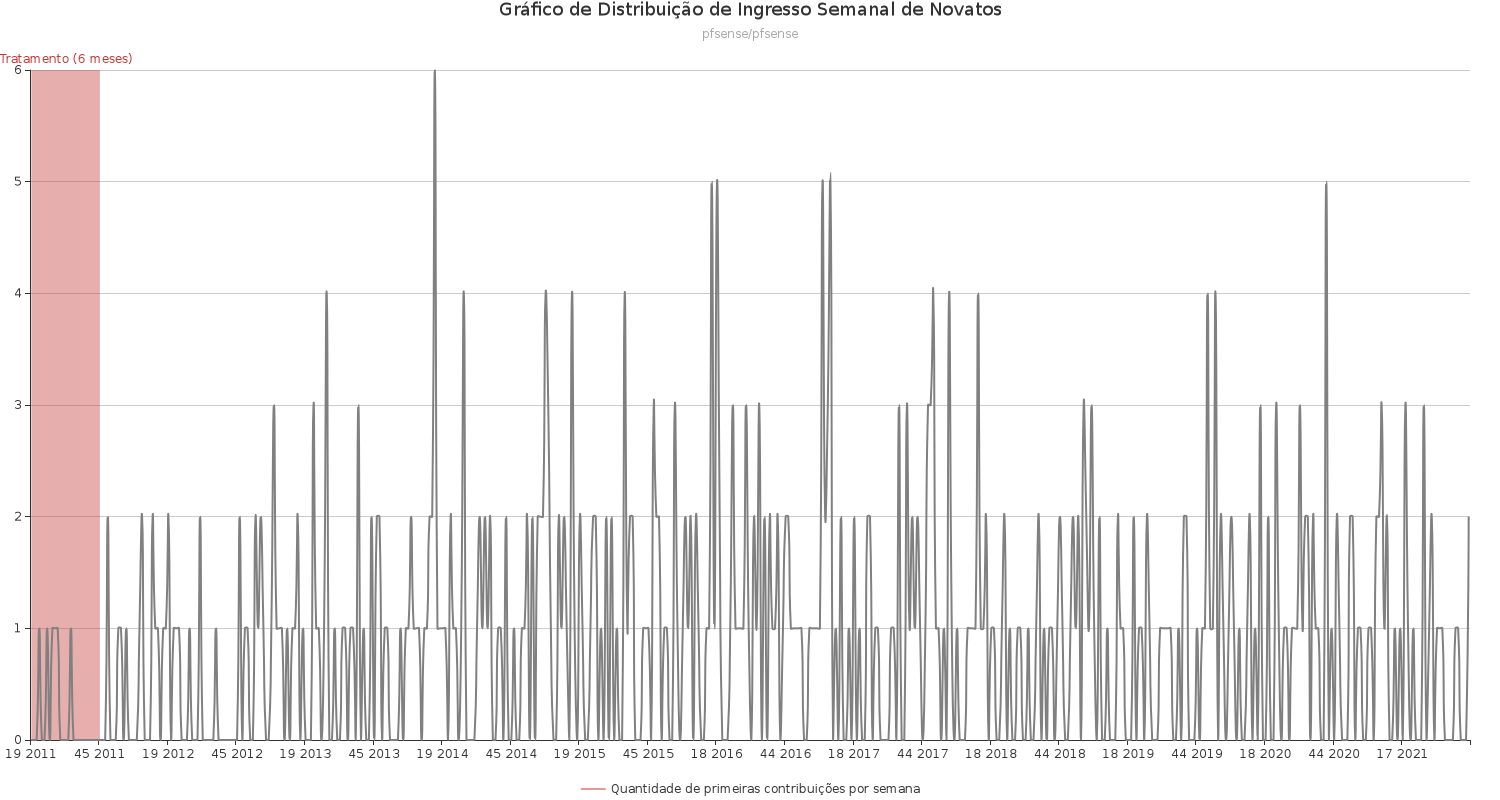 Gráfico de Distribuição de Ingresso Semanal de Novatos
pfsense/pfsense
Tratamento (6 meses)
6
5
4
3
2
1
0
19 2011 45 2011 19 2012 45 2012 19 2013 45 2013 19 2014 45 2014 19 2015 45 2015 18 2016 44 2016 18 2017 44 2017 18 2018 44 2018 18 2019 44 2019 18 2020 44 2020 17 2021
Quantidade de primeiras contribuições por semana